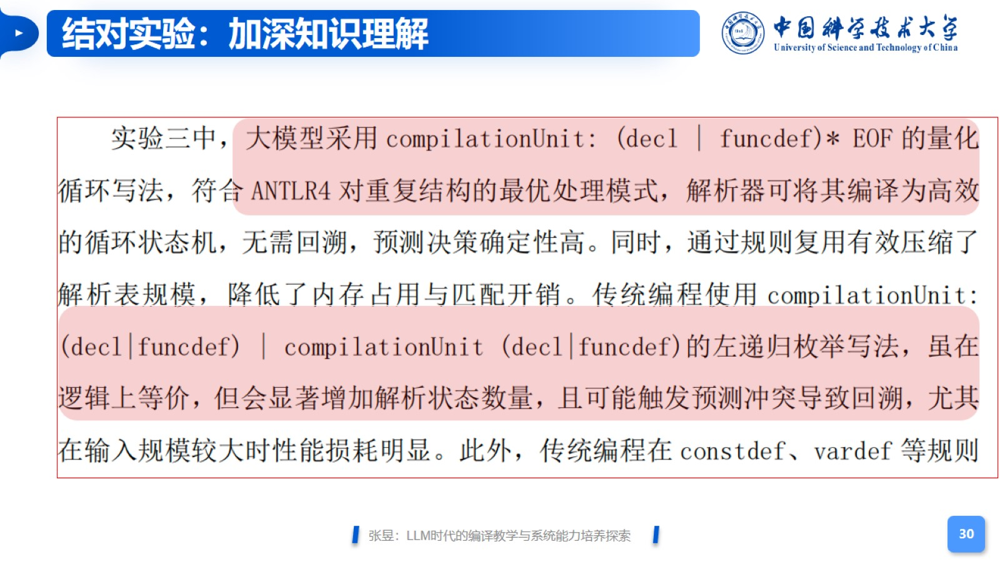 结对实验：加深知识理解
中国科学技术大学
University of Science and Technology of China
实验三中，大模型采用 compilationUnit: (decl | funcdef)* EOF 的量化
循环写法，符合 ANTLR4 对重复结构的最优处理模式，解析器可将其编译为高效
的循环状态机，无需回溯，预测决策确定性高。同时，通过规则复用有效压缩了
解析表规模，降低了内存占用与匹配开销。传统编程使用 compilationUnit:
(decl|funcdef) | compilationUnit (decl|funcdef)的左递归枚举写法，虽在
逻辑上等价，但会显著增加解析状态数量，且可能触发预测冲突导致回溯，尤其
在输入规模较大时性能损耗明显。此外，传统编程在 constdef、vardef 等规则
张昱：LLM时代的编译教学与系统能力培养探索
30